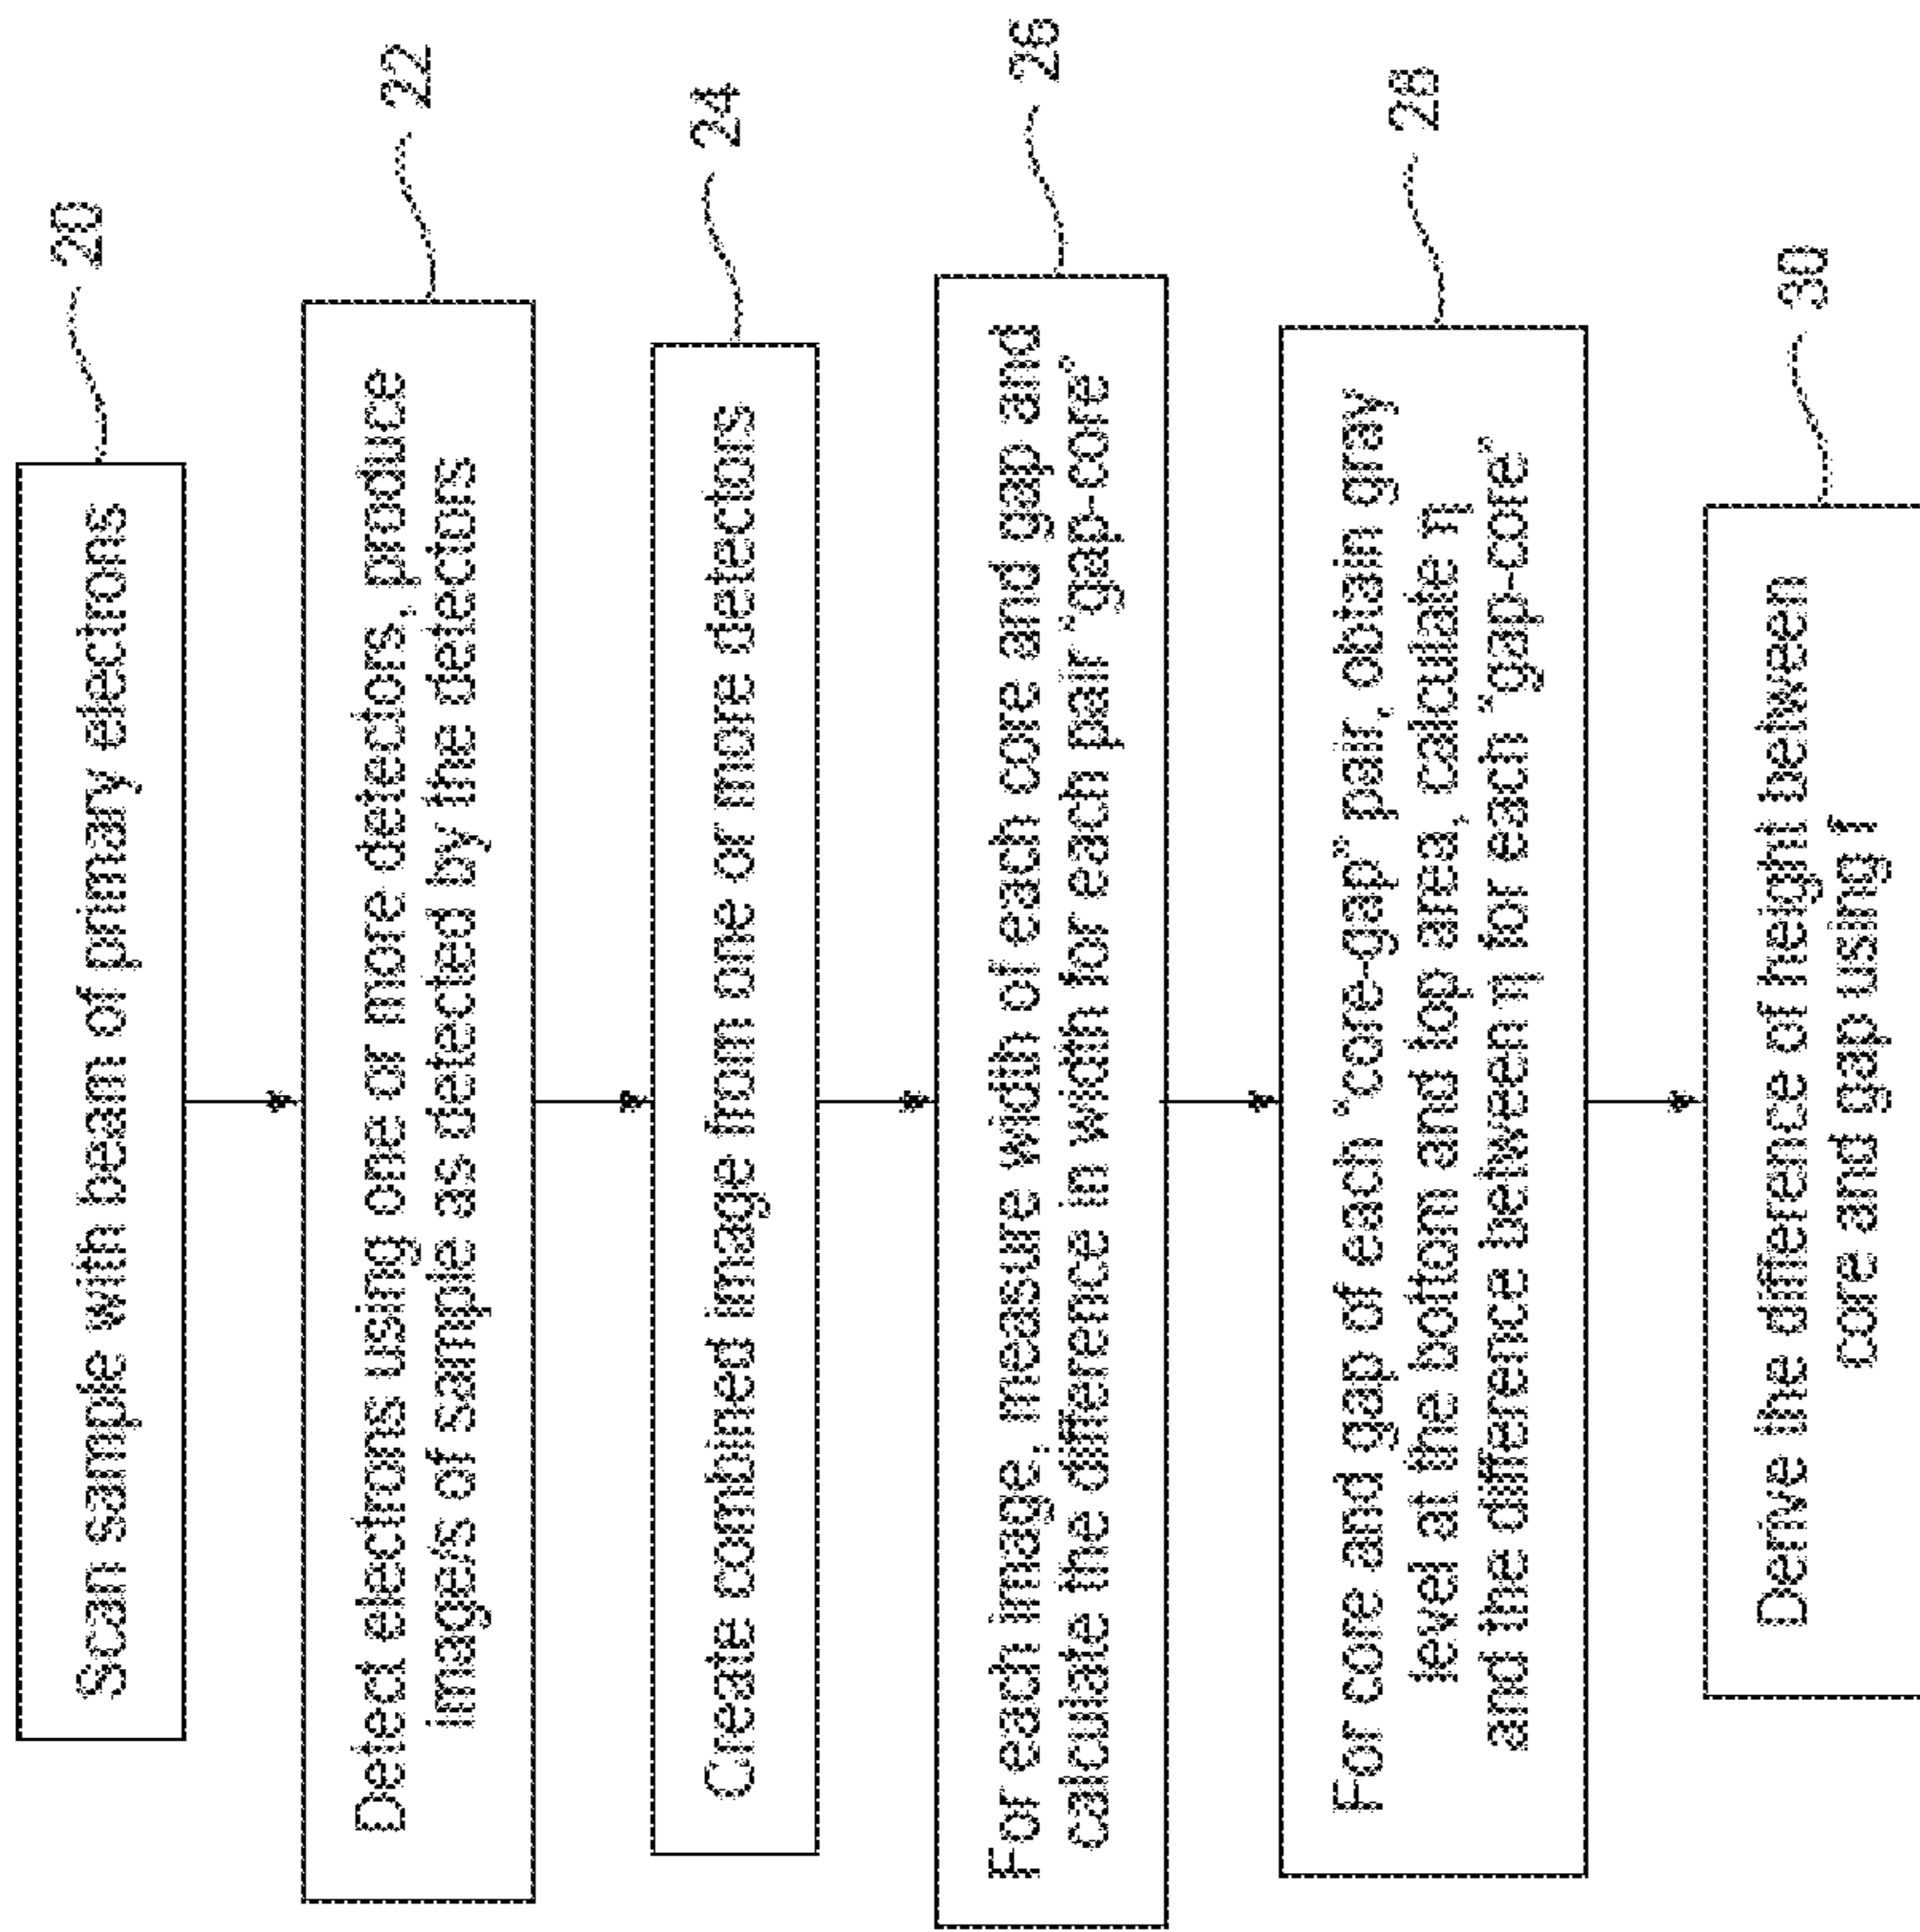 Scan sample with beam of primary electrons
20
Detect electrons using one or more detectors, produce
image/s of sample as detected by the detectors
22
Create combined image from one or more detectors
24
For each image, measure width of each core and gap and
calculate the difference in width for each pair "gap-core"
26
For core and gap of each "core-gap" pair, obtain gray
level at the bottom and top area, calculate η
and the difference between η for each "gap-core"
28
Derive the difference of height between
core and gap using f
30